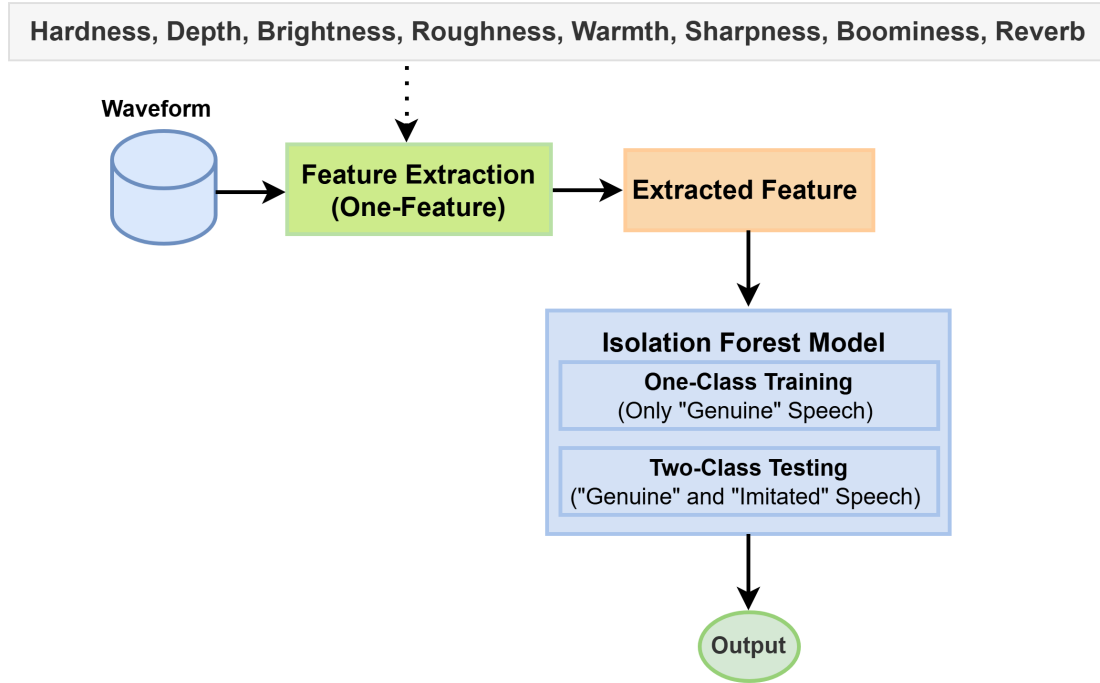 Hardness, Depth, Brightness, Roughness, Warmth, Sharpness, Boominess, Reverb
Waveform
Feature Extraction
(One-Feature)
Extracted Feature
Isolation Forest Model
One-Class Training
(Only "Genuine" Speech)
Two-Class Testing
("Genuine" and "Imitated" Speech)
Output